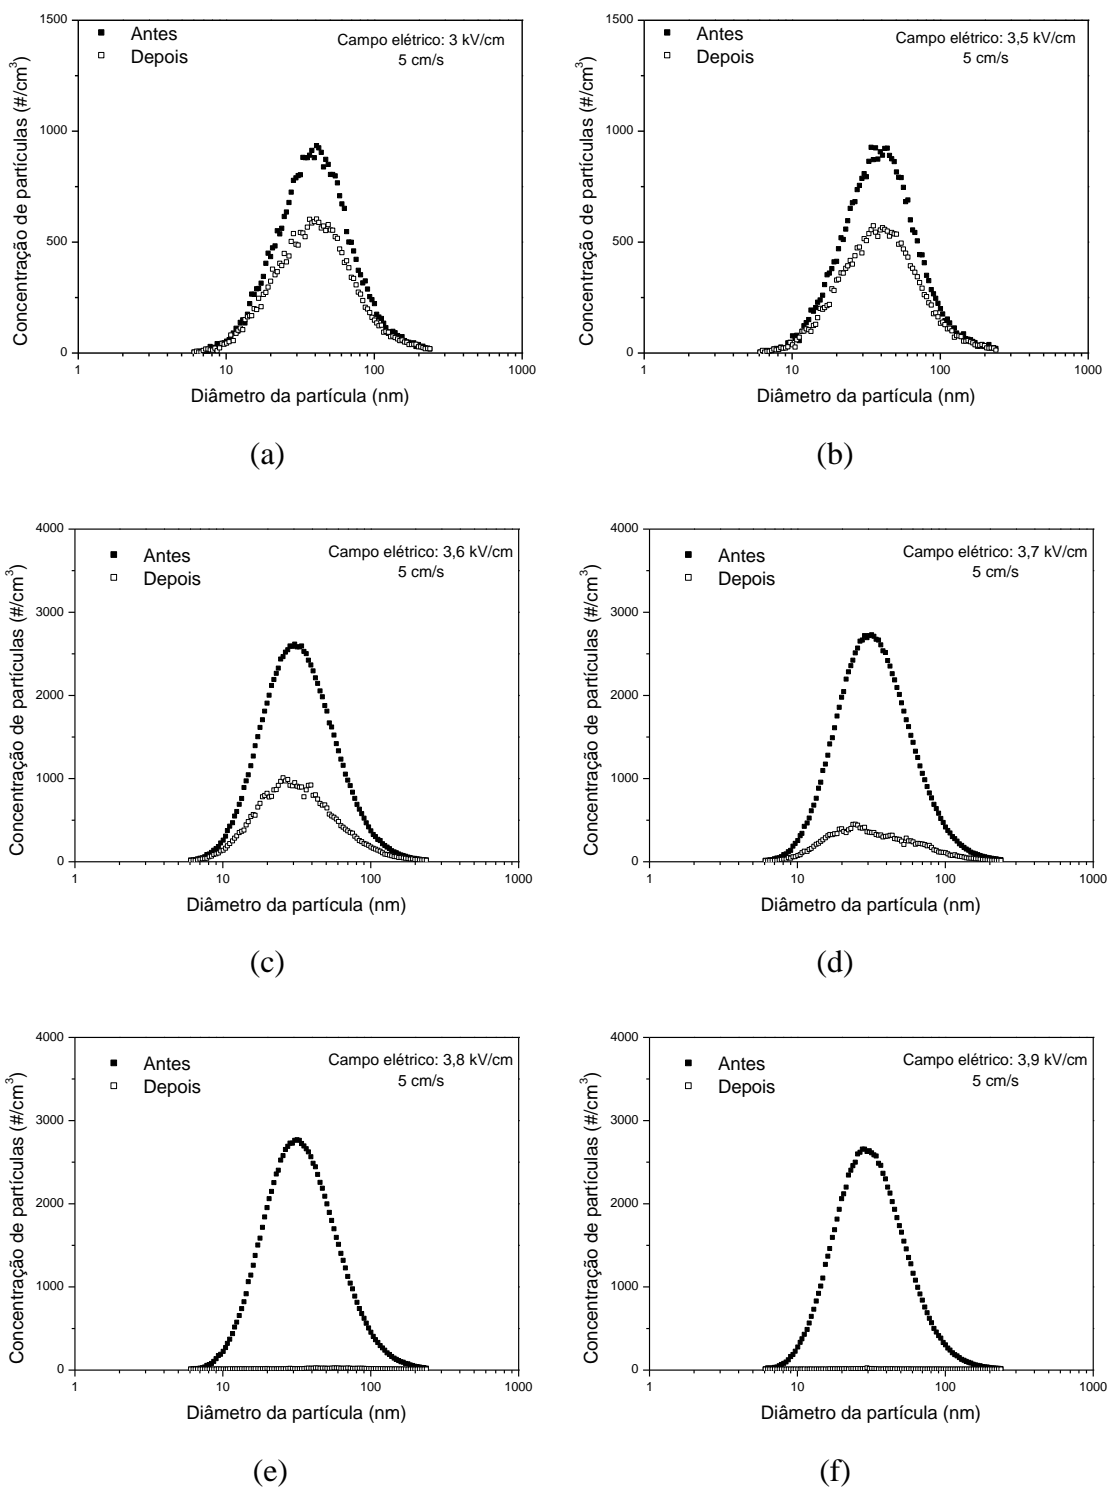 1500
1000
500
0
Concentração de partículas (#/cm³)
Antes
Depois
Campo elétrico: 3 kV/cm
5 cm/s
1 10 100 1000
Diâmetro da partícula (nm)
(a)
1500
1000
500
0
Concentração de partículas (#/cm³)
Antes
Depois
Campo elétrico: 3,5 kV/cm
5 cm/s
1 10 100 1000
Diâmetro da partícula (nm)
(b)
4000
3000
2000
1000
0
Concentração de partículas (#/cm³)
Antes
Depois
Campo elétrico: 3,6 kV/cm
5 cm/s
1 10 100 1000
Diâmetro da partícula (nm)
(c)
4000
3000
2000
1000
0
Concentração de partículas (#/cm³)
Antes
Depois
Campo elétrico: 3,7 kV/cm
5 cm/s
1 10 100 1000
Diâmetro da partícula (nm)
(d)
4000
3000
2000
1000
0
Concentração de partículas (#/cm³)
Antes
Depois
Campo elétrico: 3,8 kV/cm
5 cm/s
1 10 100 1000
Diâmetro da partícula (nm)
(e)
4000
3000
2000
1000
0
Concentração de partículas (#/cm³)
Antes
Depois
Campo elétrico: 3,9 kV/cm
5 cm/s
1 10 100 1000
Diâmetro da partícula (nm)
(f)